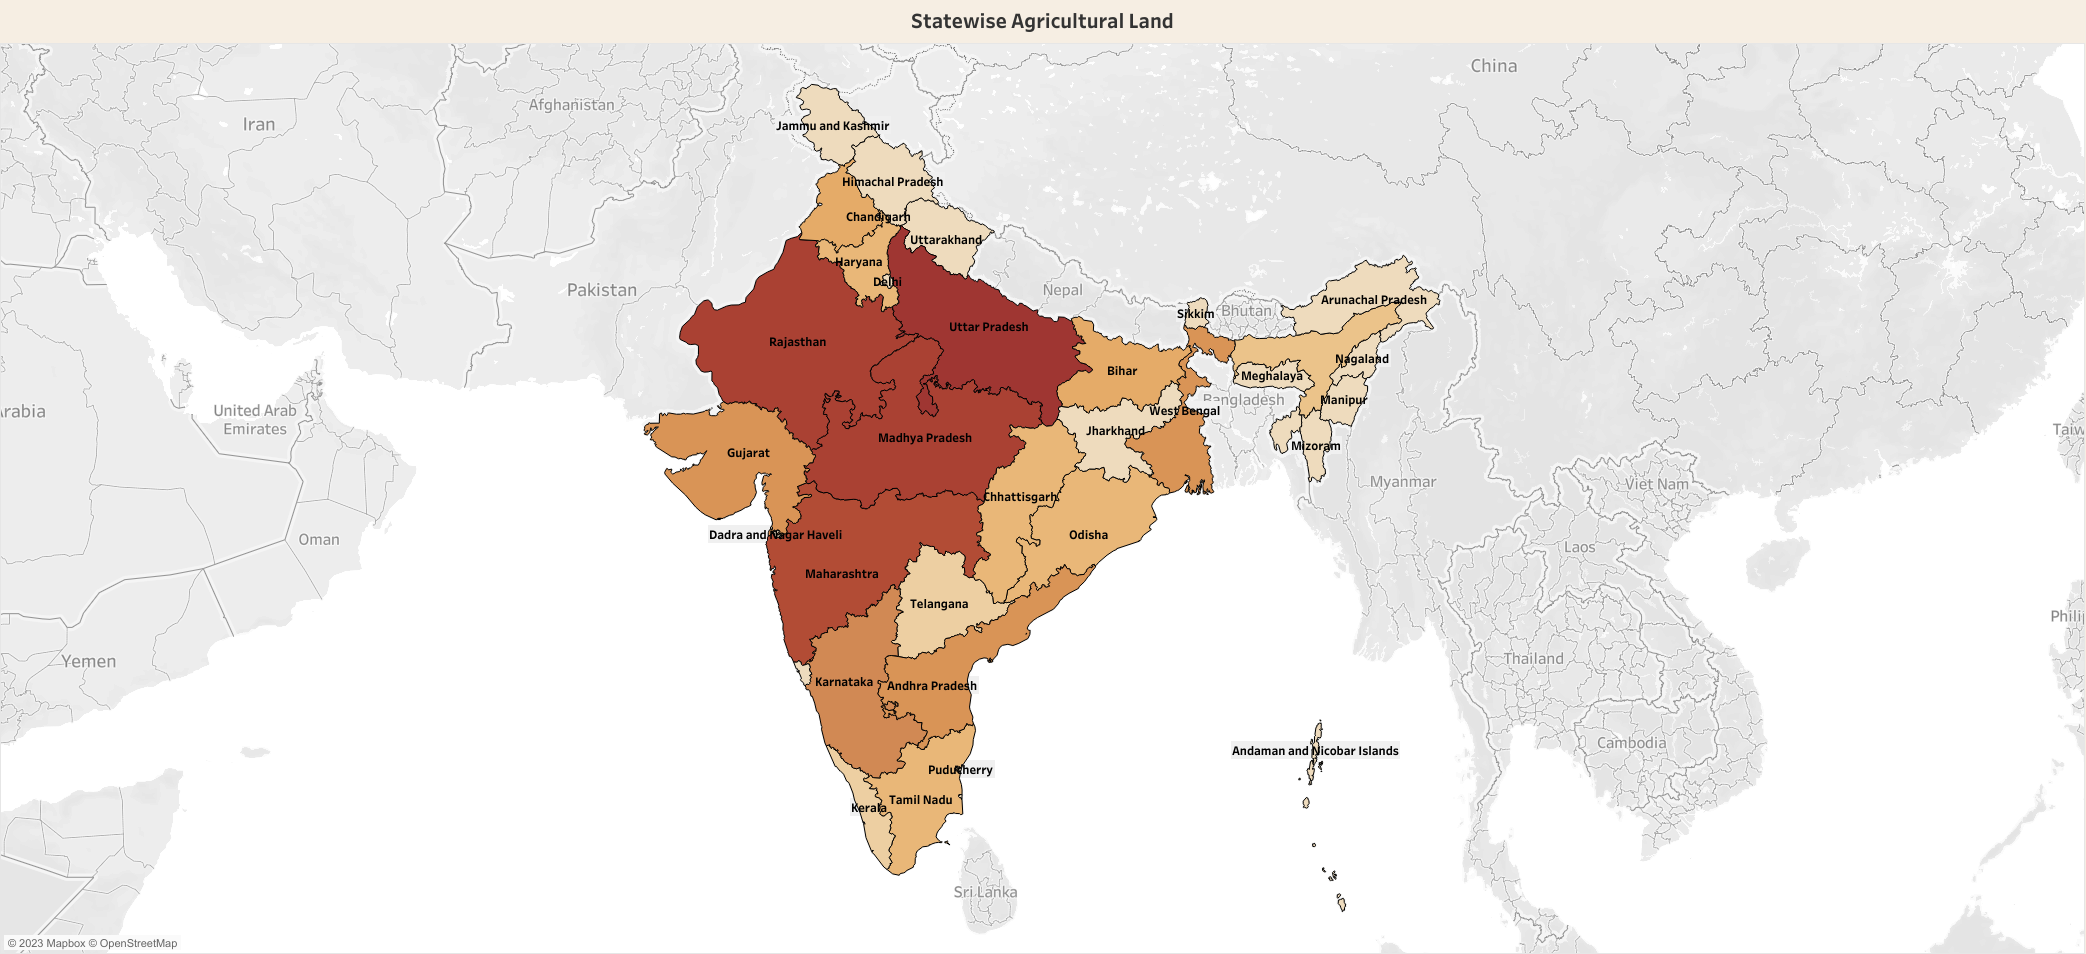 Statewise Agricultural Land
China
Afghanistan
Iran
Jammu and Kashmir
Himachal Pradesh
Chandigarh
Uttarakhand
Haryana
Delhi
Pakistan
Nepal
Arunachal Pradesh
Sikkim
Bhutan
Uttar Pradesh
Rajasthan
Nagaland
Bihar
Meghalaya
Bangladesh
Manipur
arabia
United Arab
Emirates
West Bengal
Jharkhand
Taiw
Madhya Pradesh
Mizoram
Gujarat
Myanmar
Viet Nam
Chhattisgarh
Dadra and Nagar Haveli
Odisha
Oman
Laos
Maharashtra
Telangana
Phili
Yemen
Thailand
Karnataka
Andhra Pradesh
Cambodia
Andaman and Nicobar Islands
Puducherry
Tamil Nadu
Kerala
Sri Lanka
© 2023 Mapbox © OpenStreetMap